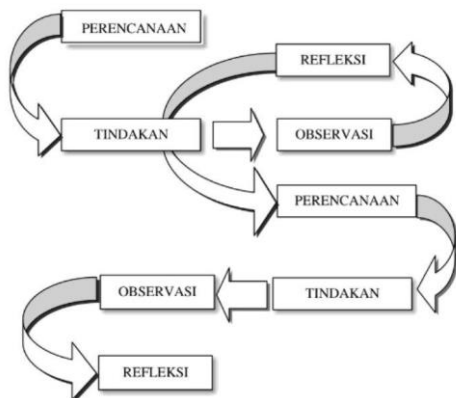 PERENCANAAN
TINDAKAN
OBSERVASI
REFLEKSI
PERENCANAAN
TINDAKAN
OBSERVASI
REFLEKSI